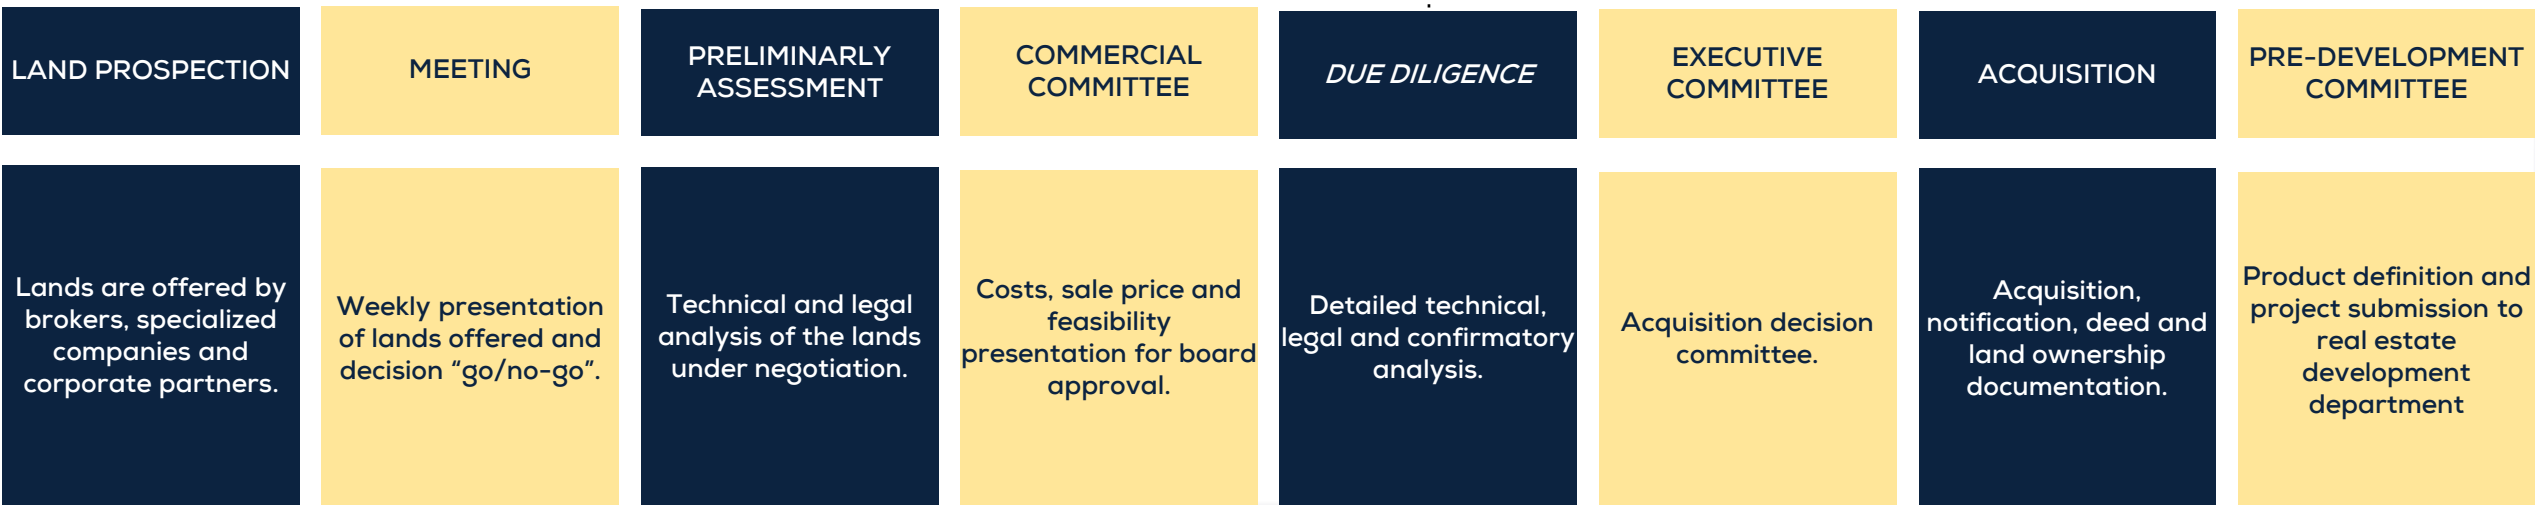 LAND PROSPECTION
MEETING
PRELIMINARLY
ASSESSMENT
COMMERCIAL
COMMITTEE
DUE DILIGENCE
EXECUTIVE
COMMITTEE
ACQUISITION
PRE-DEVELOPMENT
COMMITTEE
Lands are offered by
brokers, specialized
companies and
corporate partners.
Weekly presentation
of lands offered and
decision “go/no-go”.
Technical and legal
analysis of the lands
under negotiation.
Costs, sale price and
feasibility
presentation for board
approval.
Detailed technical,
legal and confirmatory
analysis.
Acquisition decision
committee.
Acquisition,
notification, deed and
land ownership
documentation.
Product definition and
project submission to
real estate
development
department